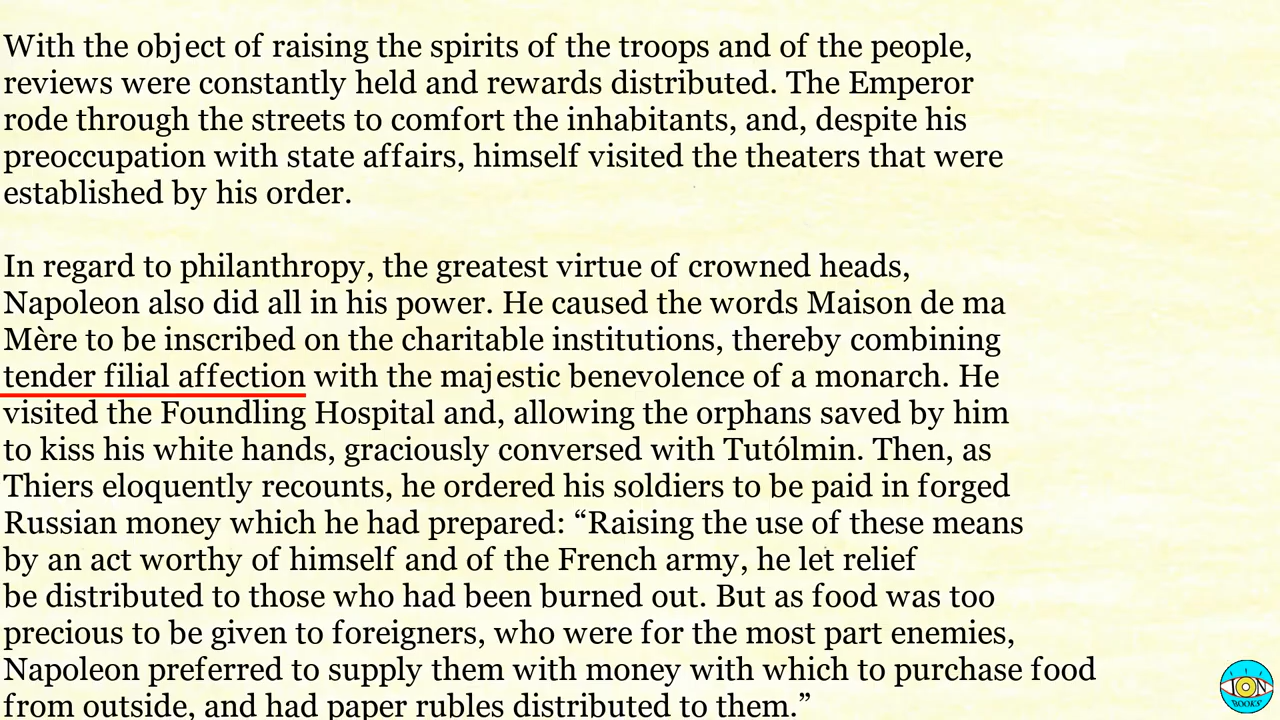 With the object of raising the spirits of the troops and of the people,
reviews were constantly held and rewards distributed. The Emperor
rode through the streets to comfort the inhabitants, and, despite his
preoccupation with state affairs, himself visited the theaters that were
established by his order.
In regard to philanthropy, the greatest virtue of crowned heads,
Napoleon also did all in his power. He caused the words Maison de ma
Mère to be inscribed on the charitable institutions, thereby combining
tender filial affection with the majestic benevolence of a monarch. He
visited the Foundling Hospital and, allowing the orphans saved by him
to kiss his white hands, graciously conversed with Tutólmin. Then, as
Thiers eloquently recounts, he ordered his soldiers to be paid in forged
Russian money which he had prepared: “Raising the use of these means
by an act worthy of himself and of the French army, he let relief
be distributed to those who had been burned out. But as food was too
precious to be given to foreigners, who were for the most part enemies,
Napoleon preferred to supply them with money with which to purchase food
from outside, and had paper rubles distributed to them.”
ION
BOOKS